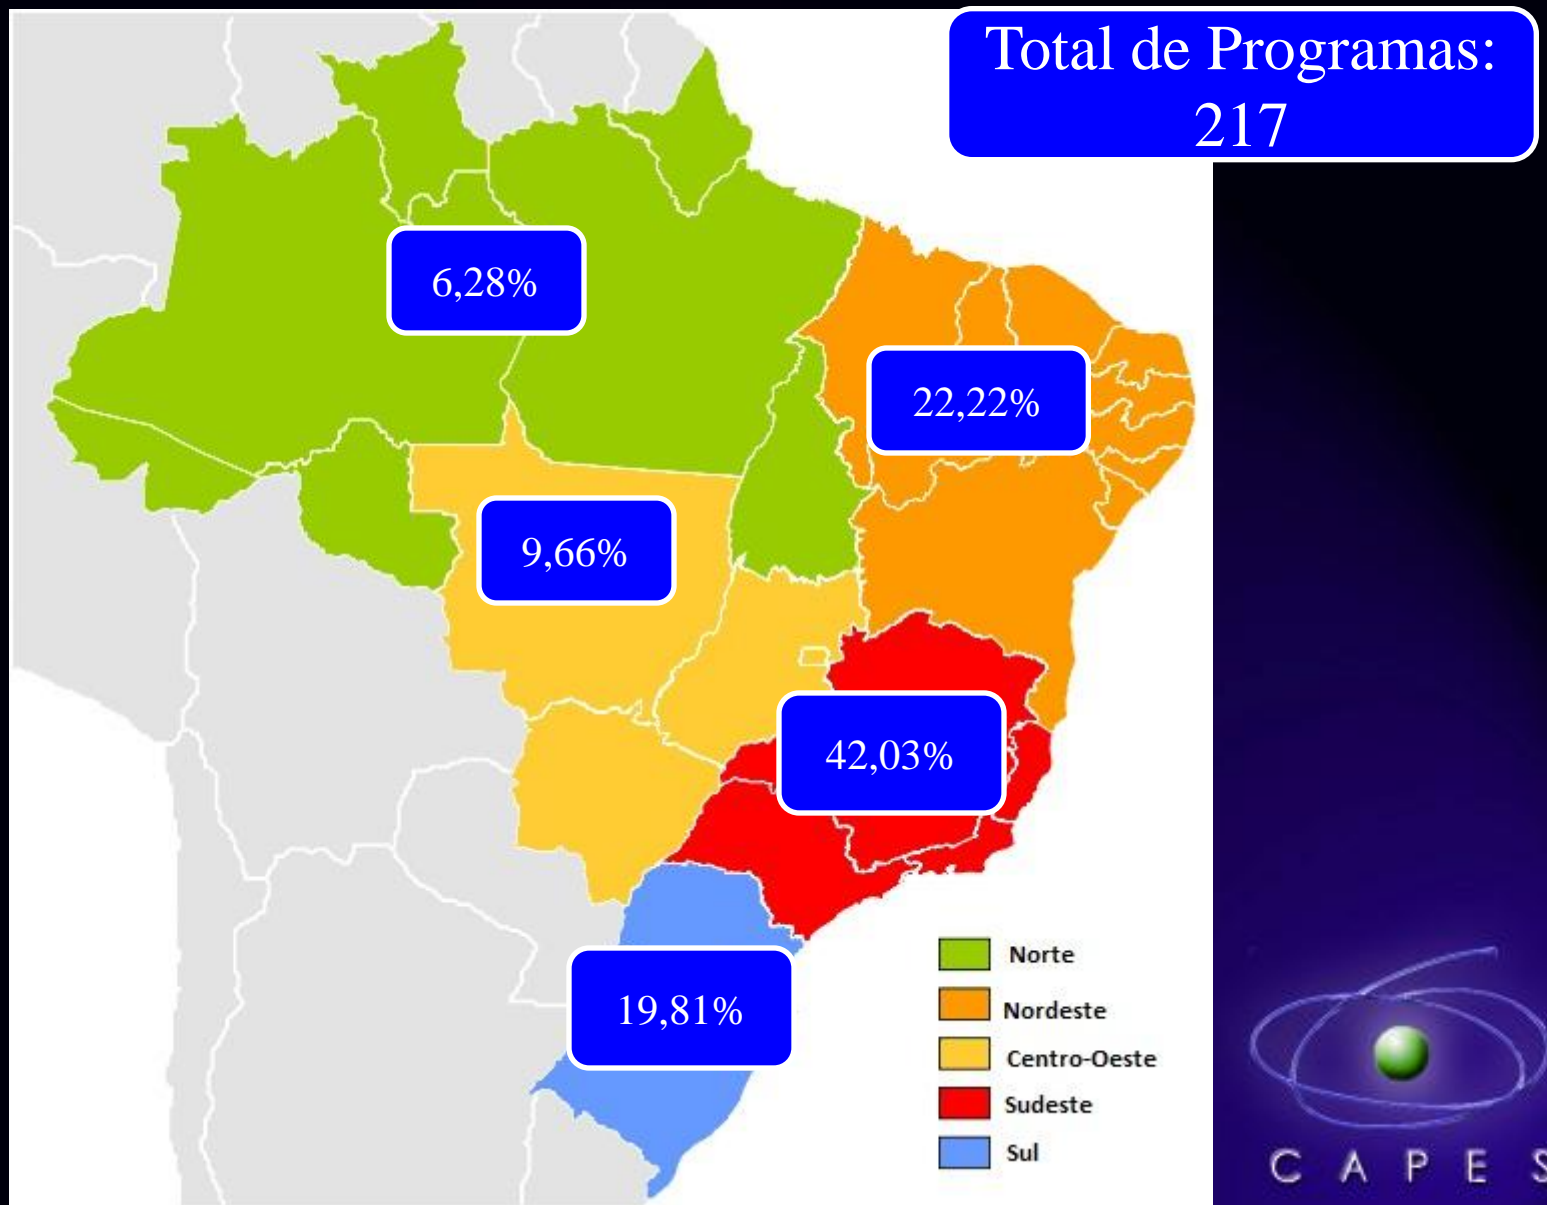 Total de Programas:
217
6,28%
22,22%
9,66%
42,03%
19,81%
Norte
Nordeste
Centro-Oeste
Sudeste
Sul
C A P E S